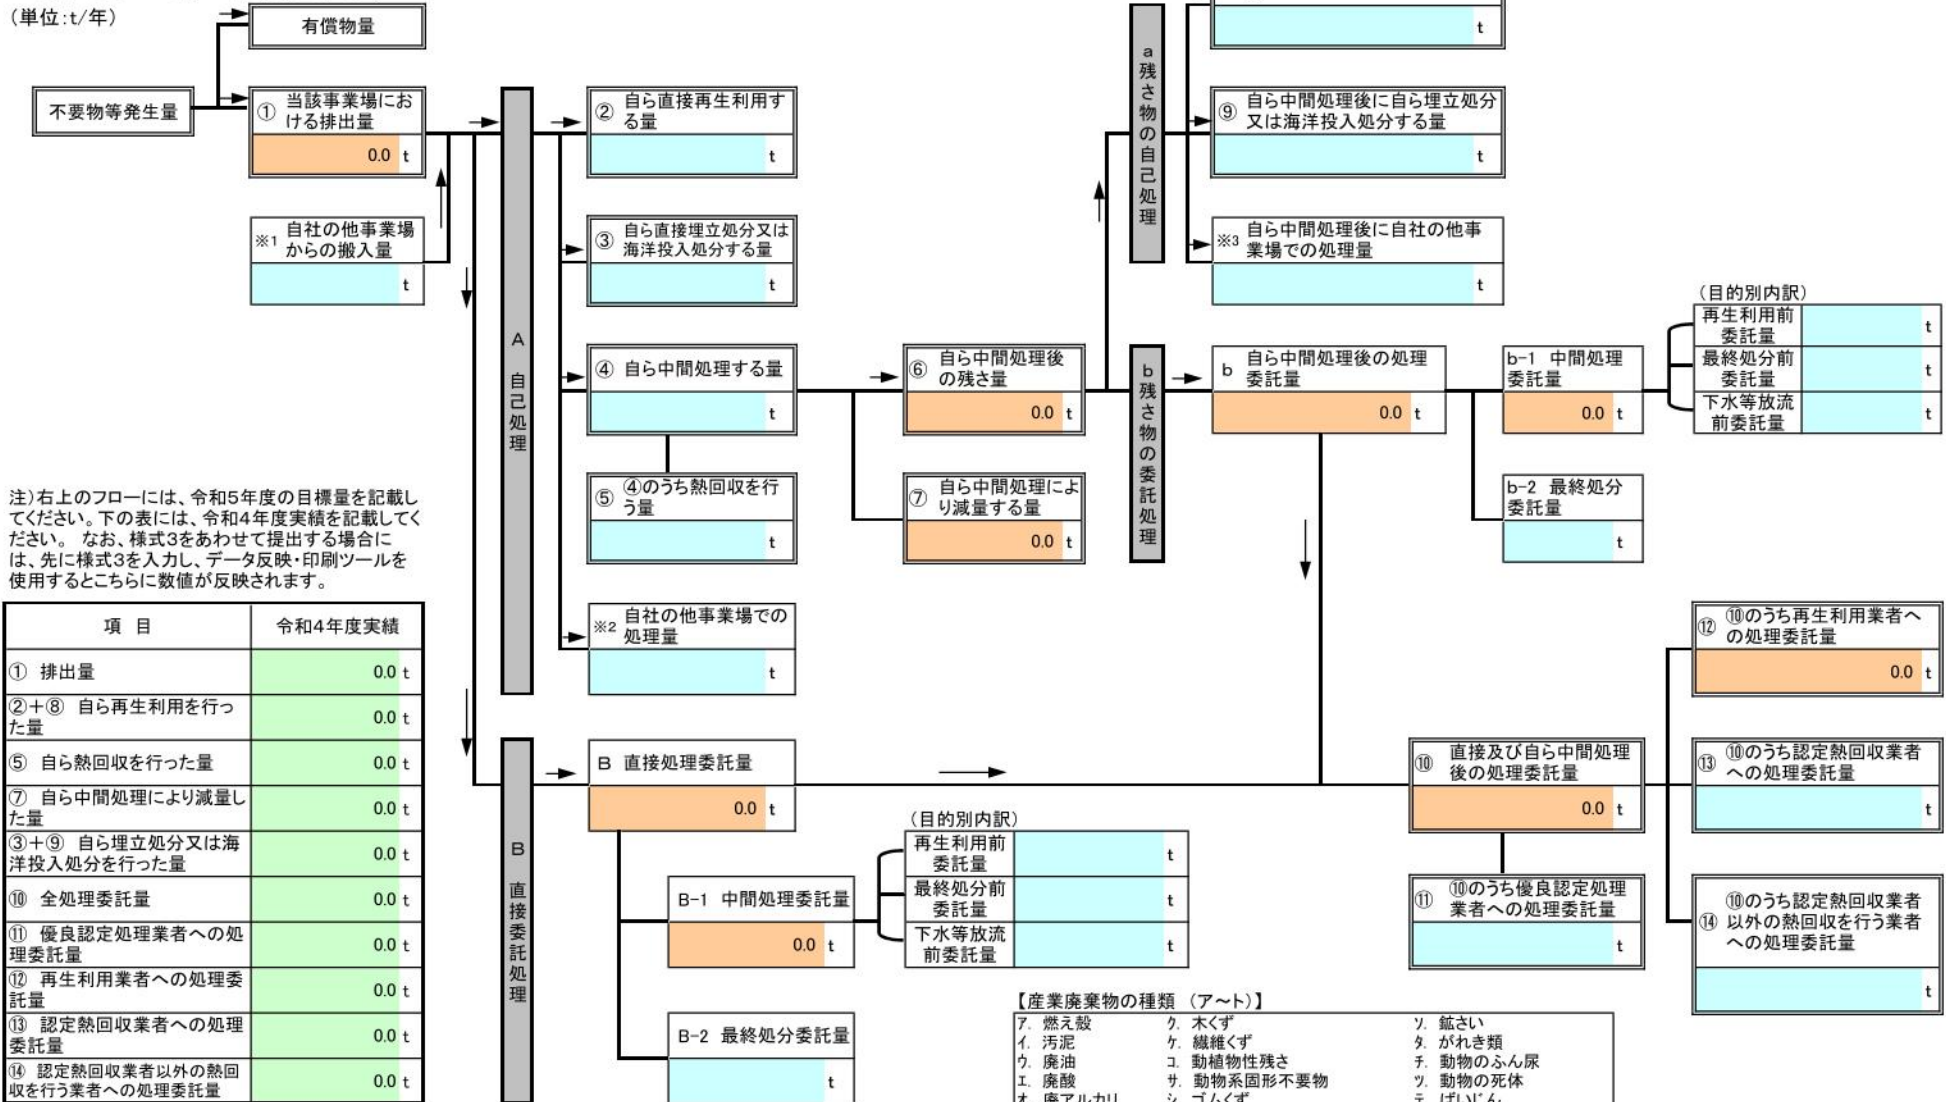 (単位:t/年)
有償物量
不要物等発生量
① 当該事業場にお
ける排出量
0.0 t
※1 自社の他事業場
からの搬入量
t
A 自己処理
② 自ら直接再生利用す
る量
t
③ 自ら直接埋立処分又は
海洋投入処分する量
t
④ 自ら中間処理する量
t
⑤ ④のうち熱回収を行
う量
t
※2 自社の他事業場での
処理量
t
⑥ 自ら中間処理後
の残さ量
0.0 t
⑦ 自ら中間処理によ
り減量する量
0.0 t
a 残さ物の自己処理
t
⑨ 自ら中間処理後に自ら埋立処分
又は海洋投入処分する量
t
※3 自ら中間処理後に自社の他事
業場での処理量
t
b 残さ物の委託処理
b 自ら中間処理後の処理
委託量
0.0 t
b-1 中間処理
委託量
0.0 t
(目的別内訳)
再生利用前
委託量
t
最終処分前
委託量
t
下水等放流
前委託量
t
b-2 最終処分
委託量
t
注)右上のフローには、令和5年度の目標量を記載し
てください。下の表には、令和4年度実績を記載してく
ださい。 なお、様式3をあわせて提出する場合に
は、先に様式3を入力し、データ反映・印刷ツールを
使用するとこちらに数値が反映されます。
項 目 令和4年度実績
① 排出量 0.0 t
②+⑧ 自ら再生利用を行っ
た量 0.0 t
⑤ 自ら熱回収を行った量 0.0 t
⑦ 自ら中間処理により減量し
た量 0.0 t
③+⑨ 自ら埋立処分又は海
洋投入処分を行った量 0.0 t
⑩ 全処理委託量 0.0 t
⑪ 優良認定処理業者への処
理委託量 0.0 t
⑫ 再生利用業者への処理委
託量 0.0 t
⑬ 認定熱回収業者への処理
委託量 0.0 t
⑭ 認定熱回収業者以外の熱回
収を行う業者への処理委託量 0.0 t
B 直接委託処理
B 直接処理委託量
0.0 t
B-1 中間処理委託量
0.0 t
(目的別内訳)
再生利用前
委託量
t
最終処分前
委託量
t
下水等放流
前委託量
t
B-2 最終処分委託量
t
⑩ 直接及び自ら中間処理
後の処理委託量
0.0 t
⑪ ⑩のうち優良認定処理
業者への処理委託量
t
⑫ ⑩のうち再生利用業者へ
の処理委託量
0.0 t
⑬ ⑩のうち認定熱回収業者
への処理委託量
t
⑭ ⑩のうち認定熱回収業者
以外の熱回収を行う業者
への処理委託量
t
【産業廃棄物の種類 (ア~ト)】
ア. 燃え殻 ク. 木くず ソ. 鉱さい
イ. 汚泥 ケ. 繊維くず タ. がれき類
ウ. 廃油 コ. 動植物性残さ チ. 動物のふん尿
エ. 廃酸 サ. 動物系固形不要物 ツ. 動物の死体
オ. 廃アルカリ シ. ゴムくず テ. ばいじん